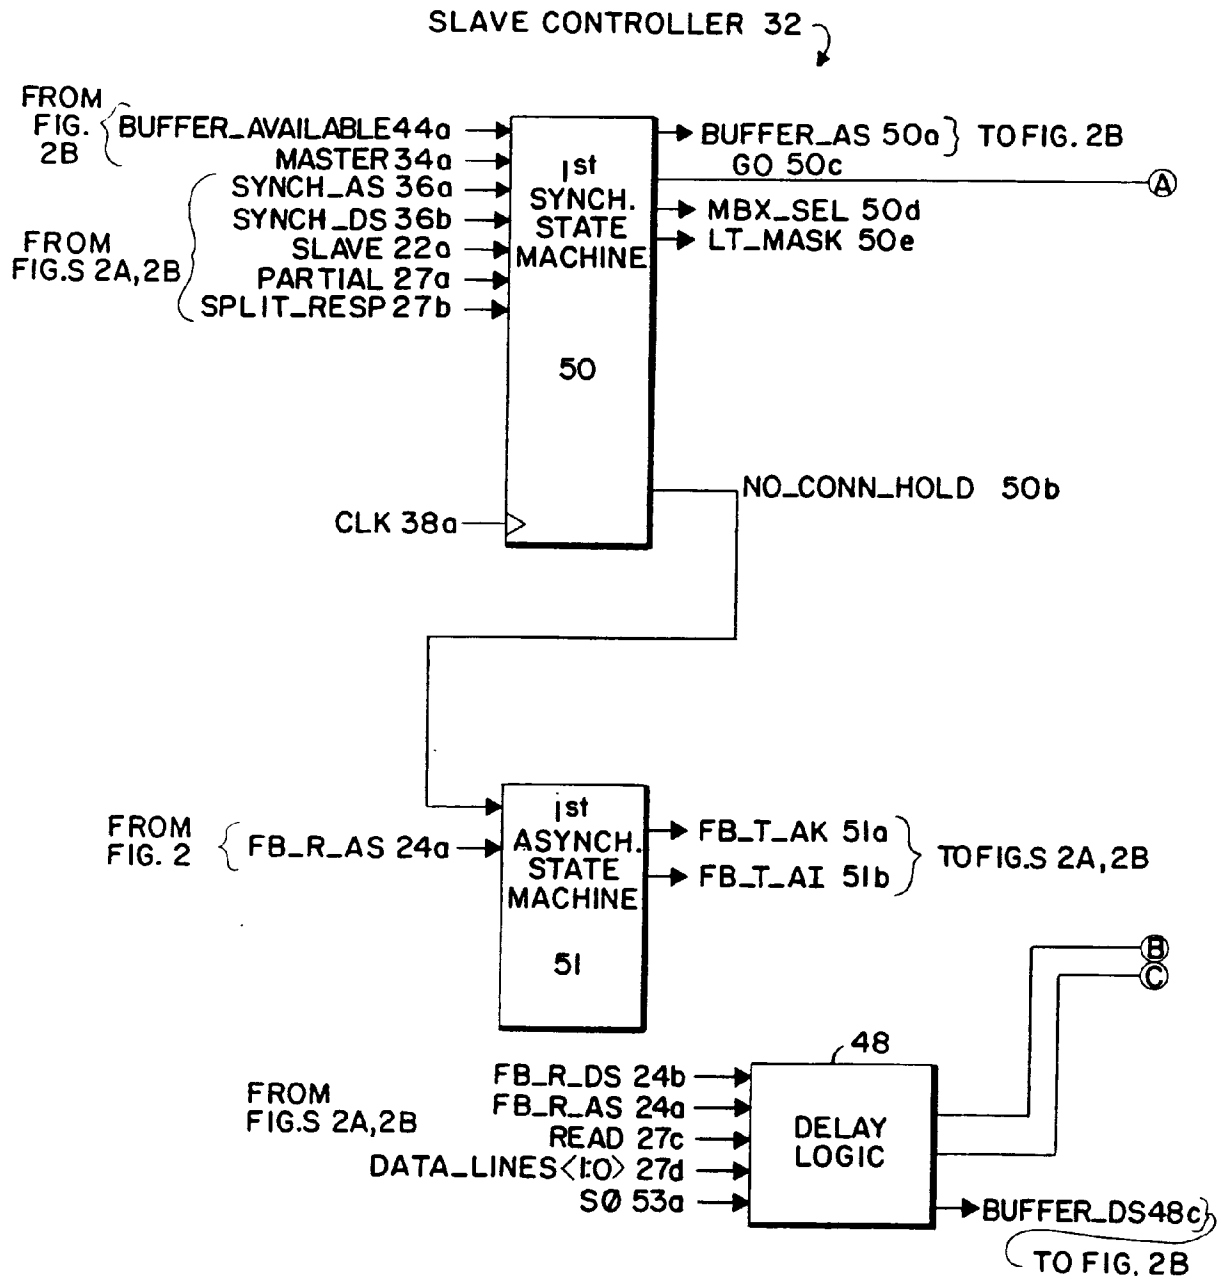 SLAVE CONTROLLER 32
FROM
FIG.
2B
BUFFER_AVAILABLE 44a
MASTER 34a
SYNCH_AS 36a
SYNCH_DS 36b
SLAVE 22a
PARTIAL 27a
SPLIT_RESP 27b
FROM
FIG.S 2A, 2B
CLK 38a
1st
SYNCH.
STATE
MACHINE
50
BUFFER_AS 50a
TO FIG. 2B
GO 50c
A
MBX_SEL 50d
LT_MASK 50e
NO_CONN_HOLD 50b
FROM
FIG. 2
FB_R_AS 24a
1st
ASYNCH.
STATE
MACHINE
51
FB_T_AK 51a
FB_T_AI 51b
TO FIG.S 2A, 2B
B
C
48
FROM
FIG.S 2A, 2B
FB_R_DS 24b
FB_R_AS 24a
READ 27c
DATA_LINES<1:0> 27d
SØ 53a
DELAY
LOGIC
BUFFER_DS 48c
TO FIG. 2B